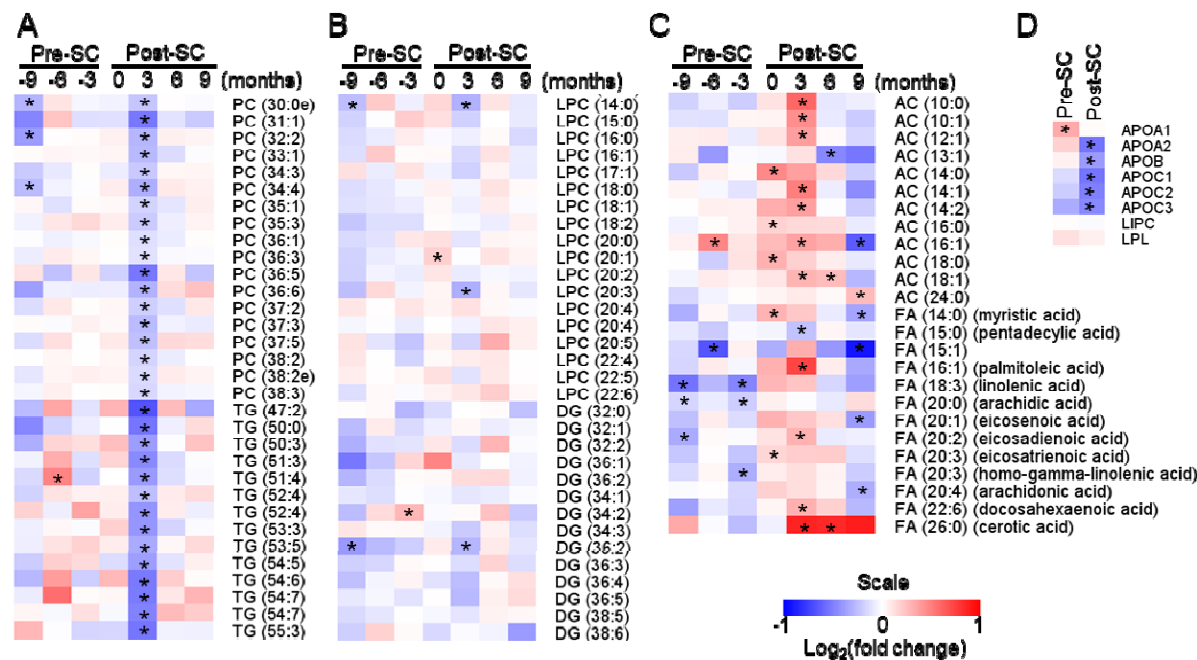 A
Pre-SC Post-SC
-9 -6 -3 0 3 6 9 (months)
PC (30:0e)
PC (31:1)
PC (32:2)
PC (33:1)
PC (34:3)
PC (34:4)
PC (35:1)
PC (35:3)
PC (36:1)
PC (36:3)
PC (36:5)
PC (36:6)
PC (37:2)
PC (37:3)
PC (37:5)
PC (38:2)
PC (38:2e)
PC (38:3)
TG (47:2)
TG (50:0)
TG (50:3)
TG (51:3)
TG (51:4)
TG (52:4)
TG (52:4)
TG (53:3)
TG (53:5)
TG (54:5)
TG (54:6)
TG (54:7)
TG (54:7)
TG (55:3)
B
Pre-SC Post-SC
-9 -6 -3 0 3 6 9 (months)
LPC (14:0)
LPC (15:0)
LPC (16:0)
LPC (16:1)
LPC (17:1)
LPC (18:0)
LPC (18:1)
LPC (18:2)
LPC (20:0)
LPC (20:1)
LPC (20:2)
LPC (20:3)
LPC (20:4)
LPC (20:4)
LPC (20:5)
LPC (22:4)
LPC (22:5)
LPC (22:6)
DG (32:0)
DG (32:1)
DG (32:2)
DG (36:1)
DG (36:2)
DG (34:1)
DG (34:2)
DG (34:3)
DG (36:2)
DG (36:3)
DG (36:4)
DG (36:5)
DG (38:5)
DG (38:6)
C
Pre-SC Post-SC
-9 -6 -3 0 3 6 9 (months)
AC (10:0)
AC (10:1)
AC (12:1)
AC (13:1)
AC (14:0)
AC (14:1)
AC (14:2)
AC (16:0)
AC (16:1)
AC (18:0)
AC (18:1)
AC (24:0)
FA (14:0) (myristic acid)
FA (15:0) (pentadecylic acid)
FA (15:1)
FA (16:1) (palmitoleic acid)
FA (18:3) (linolenic acid)
FA (20:0) (arachidic acid)
FA (20:1) (eicosenoic acid)
FA (20:2) (eicosadienoic acid)
FA (20:3) (eicosatrienoic acid)
FA (20:3) (homo-gamma-linolenic acid)
FA (20:4) (arachidonic acid)
FA (22:6) (docosahexaenoic acid)
FA (26:0) (cerotic acid)
D
Pre-SC
Post-SC
APOA1
APOA2
APOB
APOC1
APOC2
APOC3
LIPC
LPL
Scale
-1 0 1
Log2(fold change)